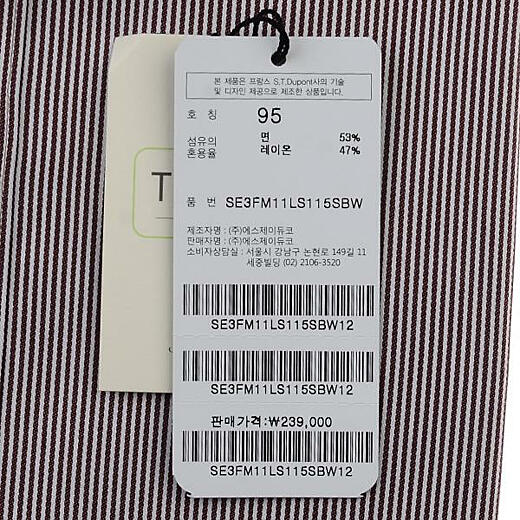 본 제품은 프랑스 S.T.Dupont사의 기술
및 디자인 제공으로 제조한 상품입니다.
호 칭 95
섬유의 면 53%
혼용율 레이온 47%
품 번 SE3FM11LS115SBW
제조자명 : (주)에스제이듀코
판매자명 : (주)에스제이듀코
소비자상담실 : 서울시 강남구 논현로 149길 11
세중빌딩 (02) 2106-3520
SE3FM11LS115SBW12
SE3FM11LS115SBW12
판매가격:₩239,000
SE3FM11LS115SBW12
T